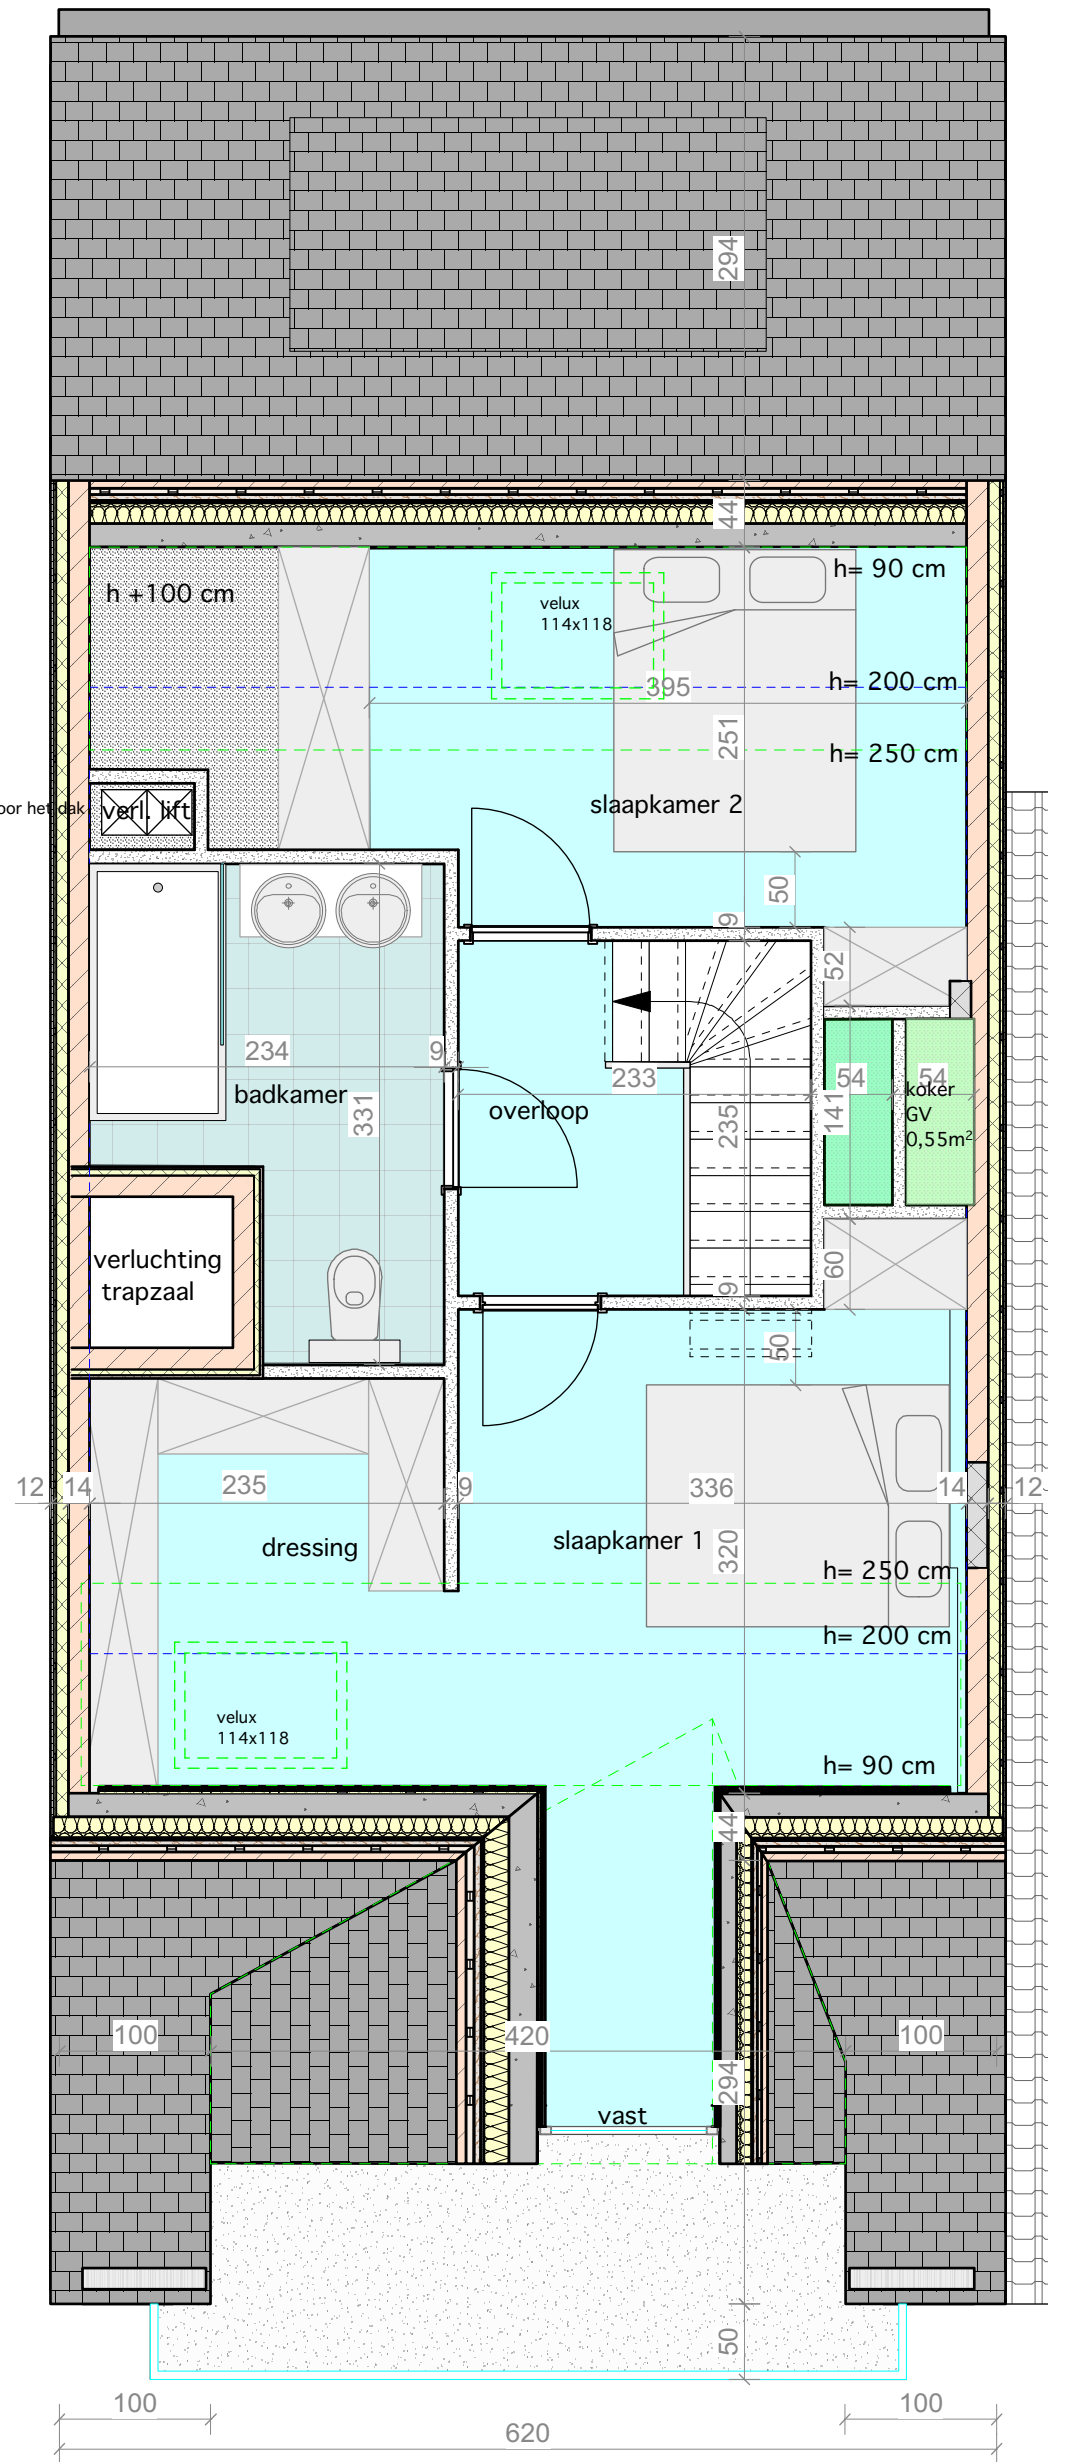 294
44
h= 90 cm
h +100 cm
velux
114x118
h= 200 cm
395
251
h= 250 cm
slaapkamer 2
oor het dak
verl. lift
50
9
52
234
9
233
54
54
badkamer
koker
GV
0,55m²
331
overloop
235
141
verluchting
trapzaal
60
9
50
12
14
235
9
336
14
12
dressing
slaapkamer 1
320
h= 250 cm
h= 200 cm
velux
114x118
h= 90 cm
44
100
420
100
294
vast
50
100
100
620